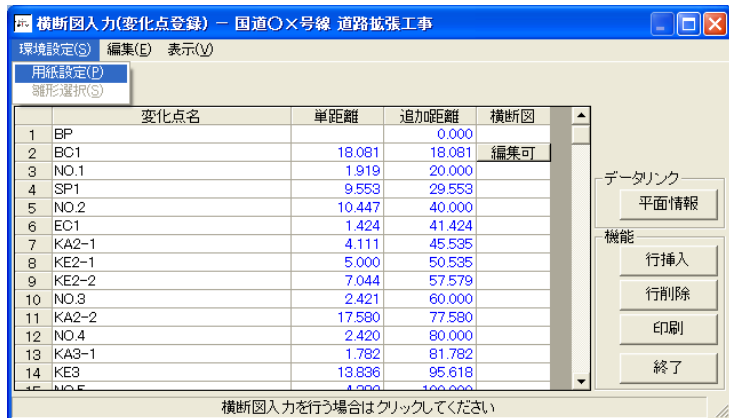 横断図入力(変化点登録) － 国道〇×号線 道路拡張工事
環境設定(S) 編集(E) 表示(V)
用紙設定(P)
雛形選択(S)
変化点名 単距離 追加距離 横断図
1 BP 0.000
2 BC1 18.081 18.081 編集可
3 NO.1 1.919 20.000
4 SP1 9.553 29.553
5 NO.2 10.447 40.000
6 EC1 1.424 41.424
7 KA2-1 4.111 45.535
8 KE2-1 5.000 50.535
9 KE2-2 7.044 57.579
10 NO.3 2.421 60.000
11 KA2-2 17.580 77.580
12 NO.4 2.420 80.000
13 KA3-1 1.782 81.782
14 KE3 13.836 95.618
データリンク
平面情報
機能
行挿入
行削除
印刷
終了
横断図入力を行う場合はクリックしてください